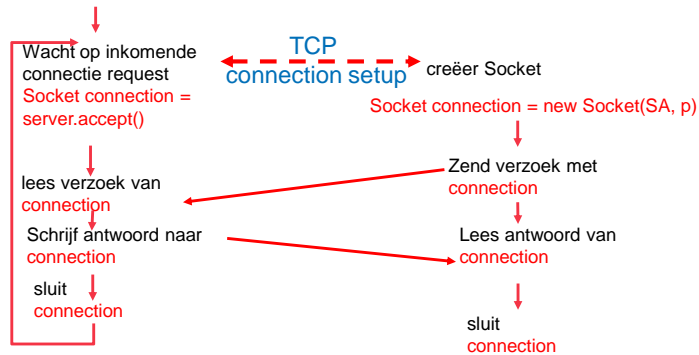 Wacht op inkomende
connectie request
Socket connection =
server.accept()
TCP
connection setup
creëer Socket
Socket connection = new Socket(SA, p)
lees verzoek van
connection
Zend verzoek met
connection
Schrijf antwoord naar
connection
Lees antwoord van
connection
sluit
connection
sluit
connection